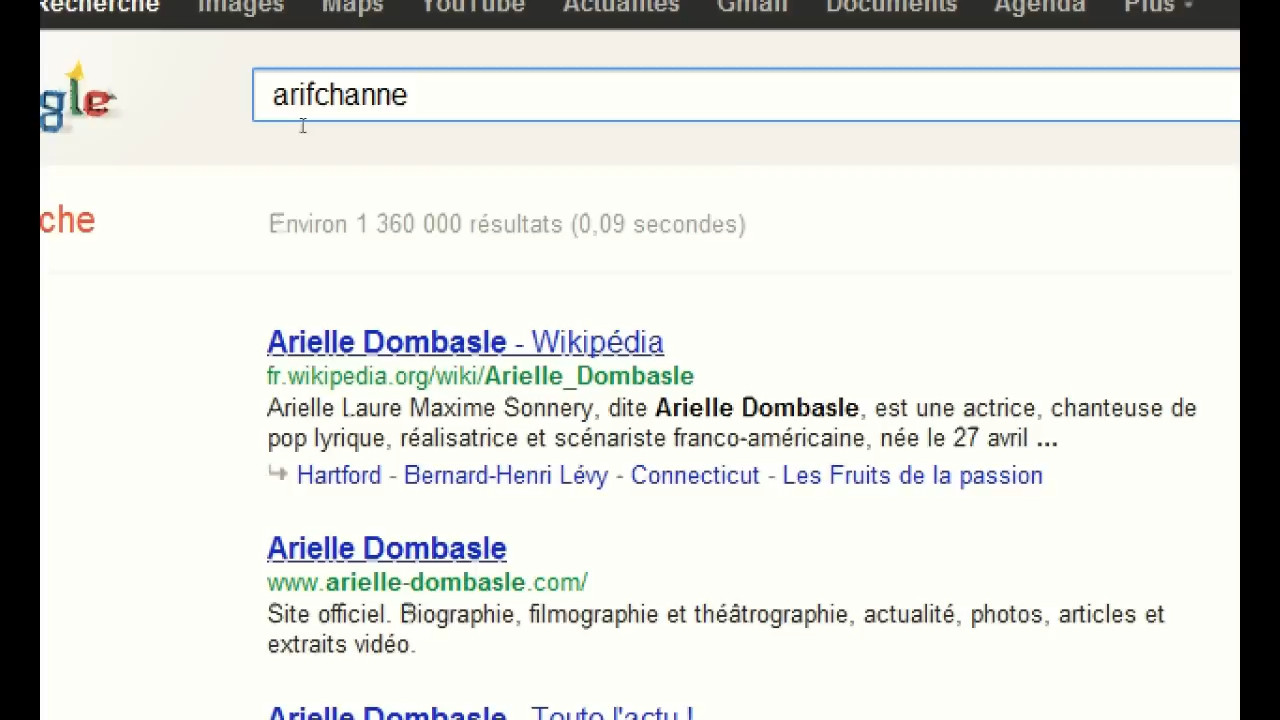 Recherche Images Maps YouTube Actualités Gmail Documents Agenda Plus
gle
arifchanne
che
Environ 1 360 000 résultats (0,09 secondes)
Arielle Dombasle - Wikipédia
fr.wikipedia.org/wiki/Arielle_Dombasle
Arielle Laure Maxime Sonnery, dite Arielle Dombasle, est une actrice, chanteuse de
pop lyrique, réalisatrice et scénariste franco-américaine, née le 27 avril ...
Hartford - Bernard-Henri Lévy - Connecticut - Les Fruits de la passion
Arielle Dombasle
www.arielle-dombasle.com/
Site officiel. Biographie, filmographie et théâtrographie, actualité, photos, articles et
extraits vidéo.
Arielle Dombasle - Toute l'actu !